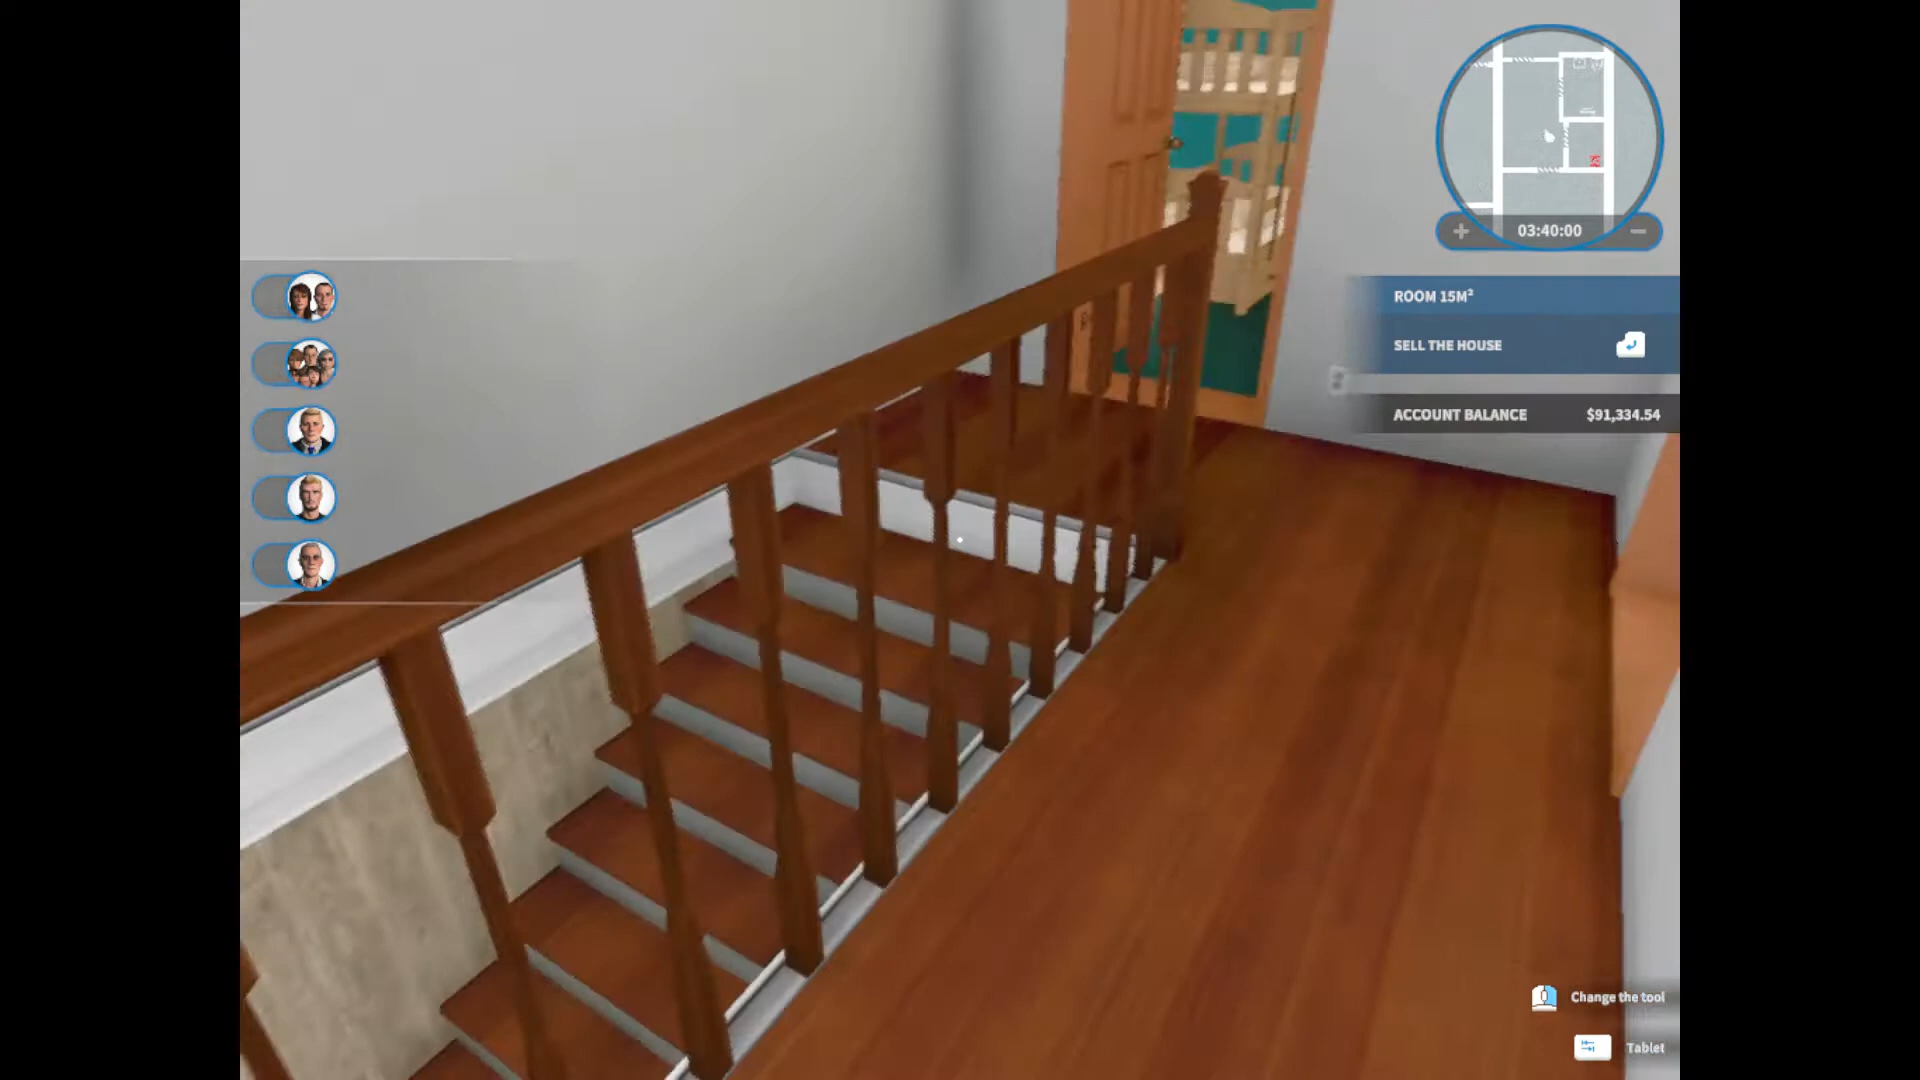 03:40:00
ROOM 15M²
SELL THE HOUSE
ACCOUNT BALANCE $91,334.54
Change the tool
Tablet